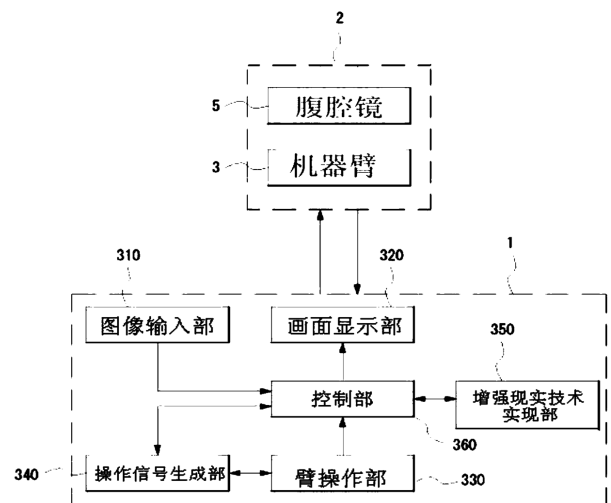 2
5
腹腔镜
3
机器臂
1
310
320
图像输入部
画面显示部
350
控制部
增强现实技术
实现部
360
340
操作信号生成部
臂操作部
330